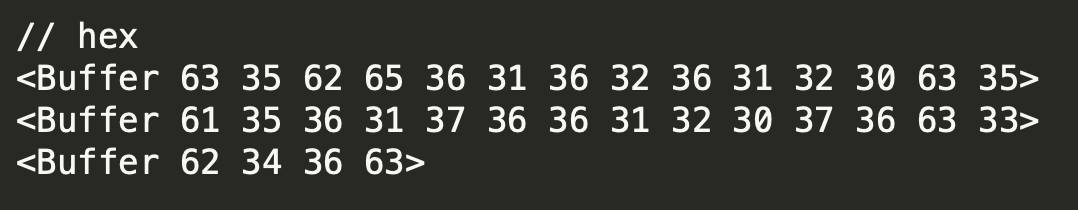 // hex
<Buffer 63 35 62 65 36 31 36 32 36 31 32 30 63 35>
<Buffer 61 35 36 31 37 36 36 31 32 30 37 36 63 33>
<Buffer 62 34 36 63>